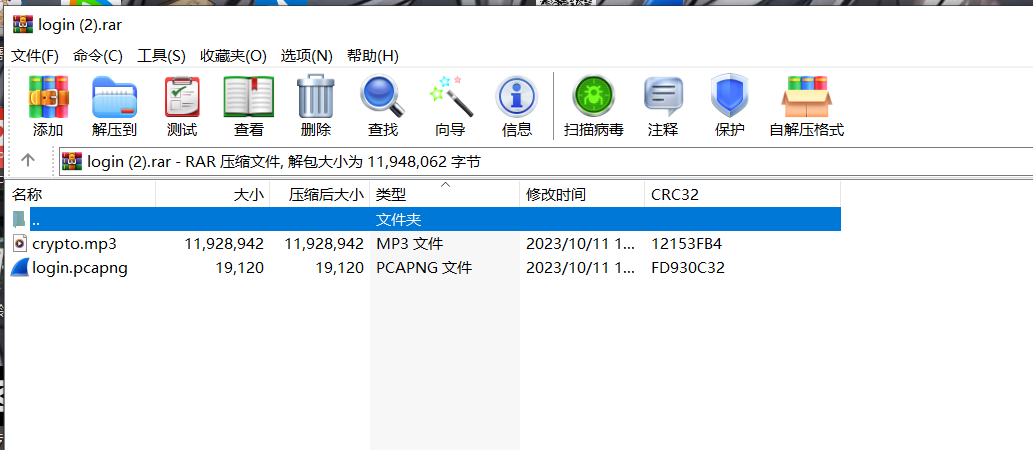 login (2).rar
文件(F) 命令(C) 工具(S) 收藏夹(O) 选项(N) 帮助(H)
添加 解压到 测试 查看 删除 查找 向导 信息 扫描病毒 注释 保护 自解压格式
login (2).rar - RAR 压缩文件, 解包大小为 11,948,062 字节
名称 大小 压缩后大小 类型 修改时间 CRC32
.. 文件夹
crypto.mp3 11,928,942 11,928,942 MP3 文件 2023/10/11 1... 12153FB4
login.pcapng 19,120 19,120 PCAPNG 文件 2023/10/11 1... FD930C32